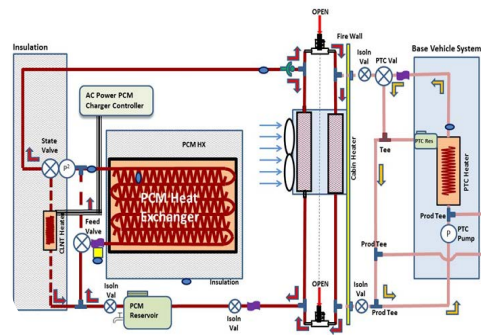 OPEN
Insulation
Fire Wall
Isoln
Val
PTC Val
Base Vehicle System
AC Power PCM
Charger Controller
State
Valve
PCM HX
Tee
PTC Res
PTC Heater
Cabin Heater
PCM Heat
Exchanger
CLNT Heater
Feed
Valve
Prod Tee
P
PTC
Pump
Prod Tee
Insulation
OPEN
Isoln
Val
PCM
Reservoir
Isoln
Val
Isoln
Val
Prod Tee